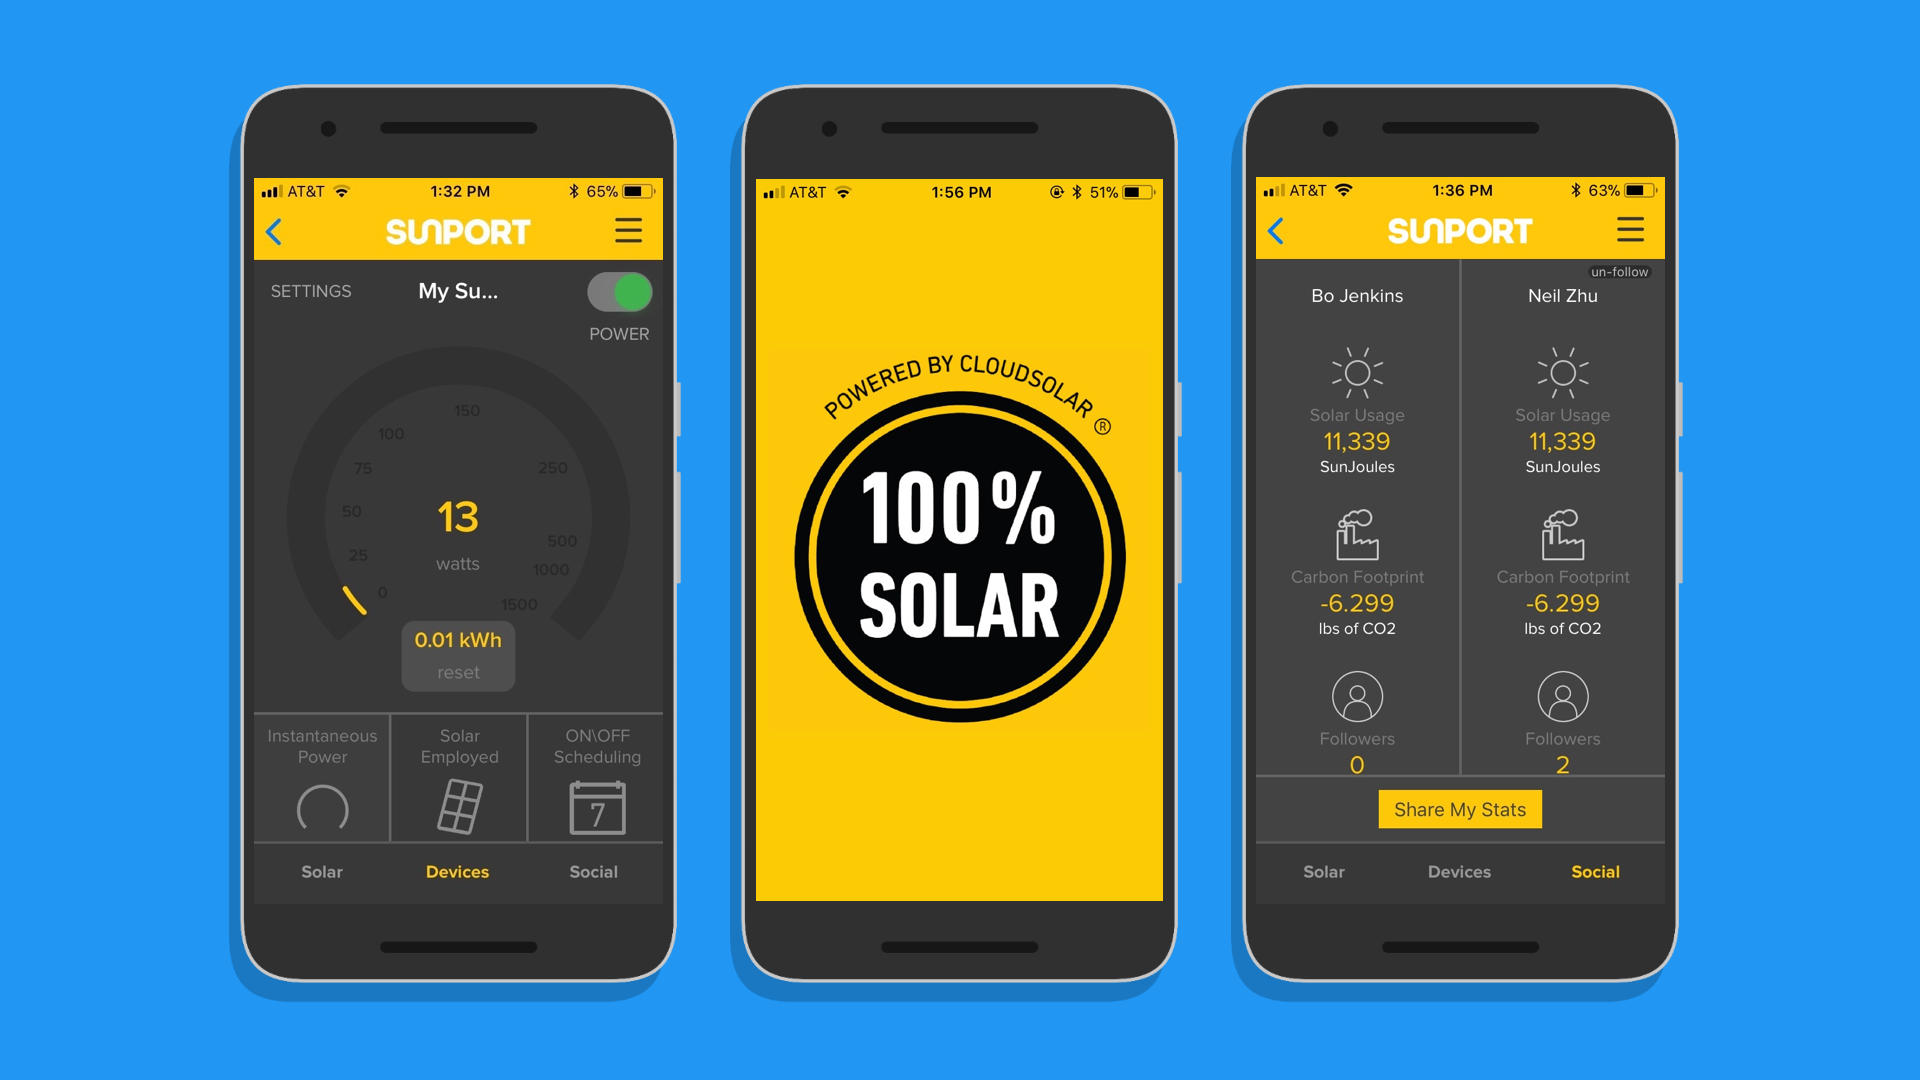 AT&T 1:32 PM 65%
SUNPORT
SETTINGS My Su...
POWER
150
100
75
250
50
13
500
25
watts
1000
0
1500
0.01 kWh
reset
Instantaneous
Power
Solar
Employed
ON\OFF
Scheduling
7
Solar Devices Social
AT&T 1:56 PM 51%
POWERED BY CLOUDSOLAR ®
100%
SOLAR
AT&T 1:36 PM 63%
SUNPORT
un-follow
Bo Jenkins Neil Zhu
Solar Usage Solar Usage
11,339 11,339
SunJoules SunJoules
Carbon Footprint Carbon Footprint
-6.299 -6.299
lbs of CO2 lbs of CO2
Followers Followers
0 2
Share My Stats
Solar Devices Social